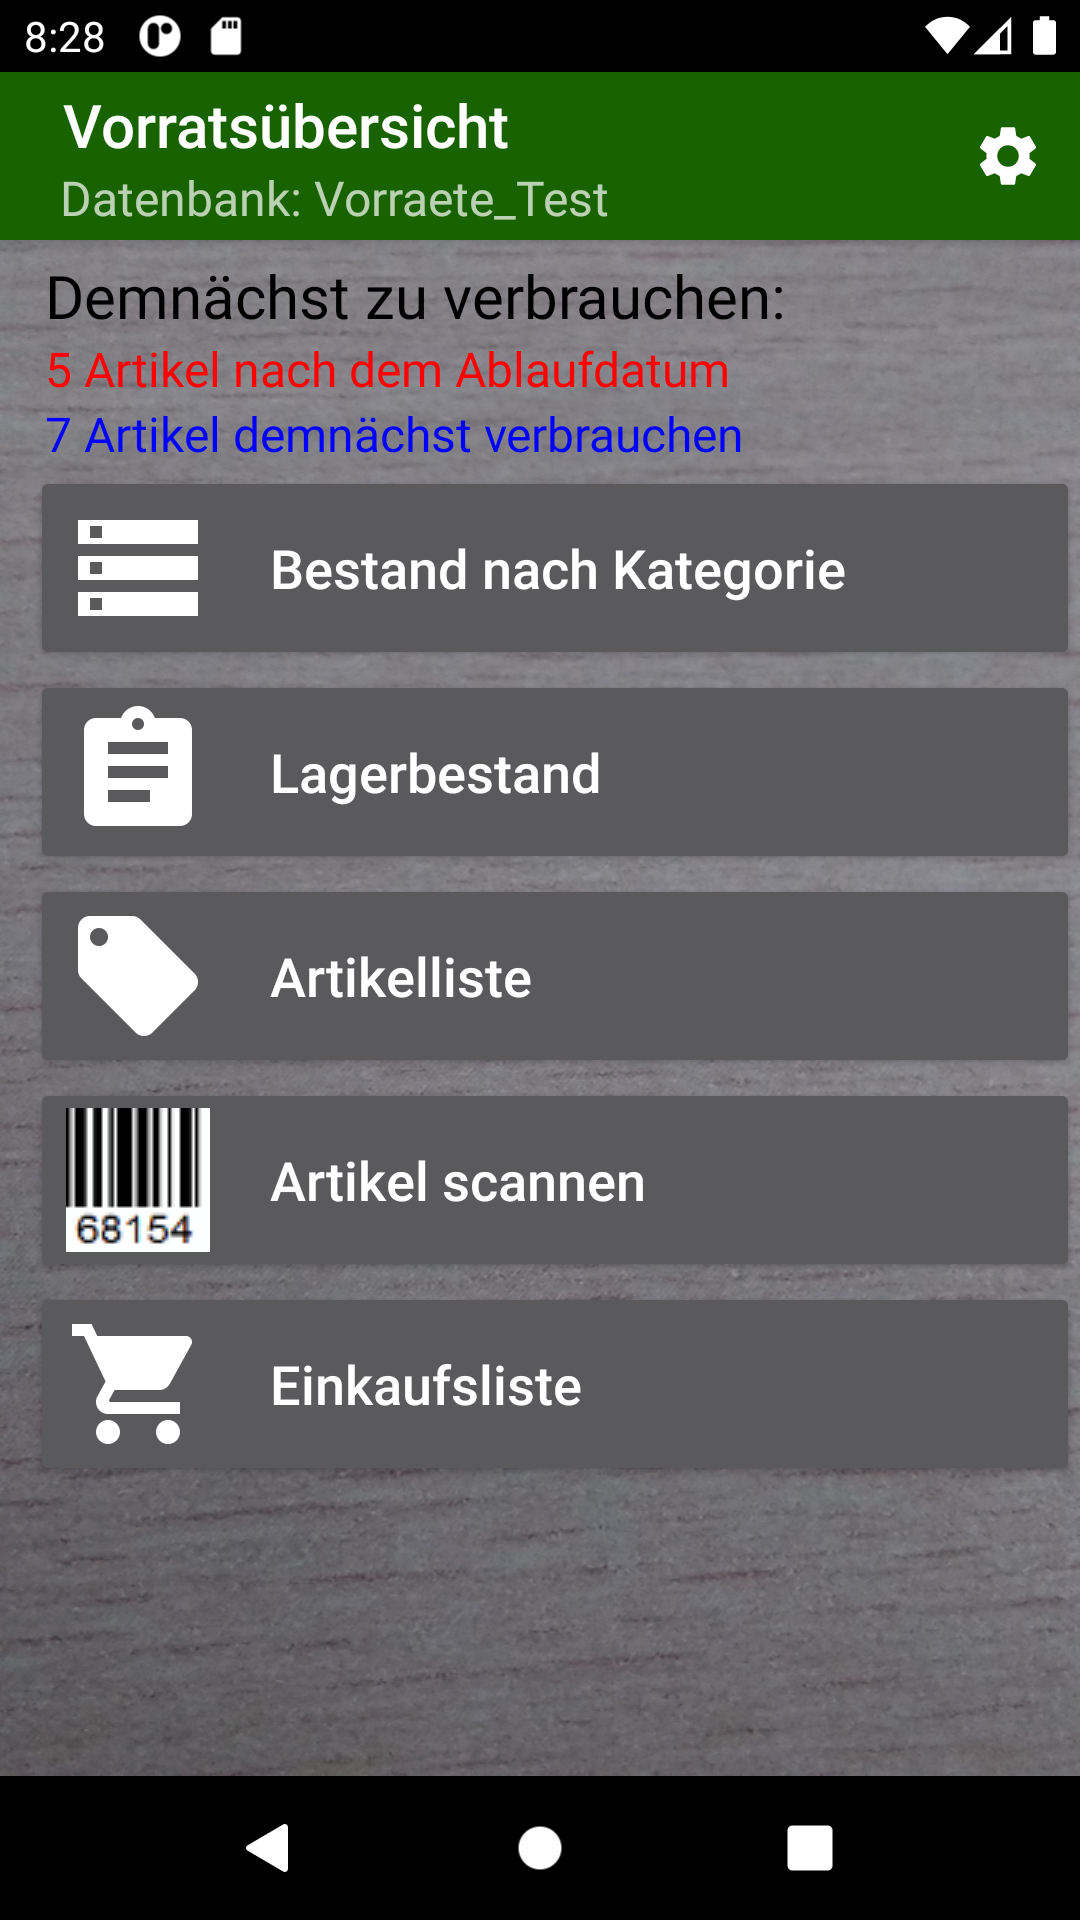 8:28
Vorratsübersicht
Datenbank: Vorraete_Test
Demnächst zu verbrauchen:
5 Artikel nach dem Ablaufdatum
7 Artikel demnächst verbrauchen
Bestand nach Kategorie
Lagerbestand
Artikelliste
68154
Artikel scannen
Einkaufsliste